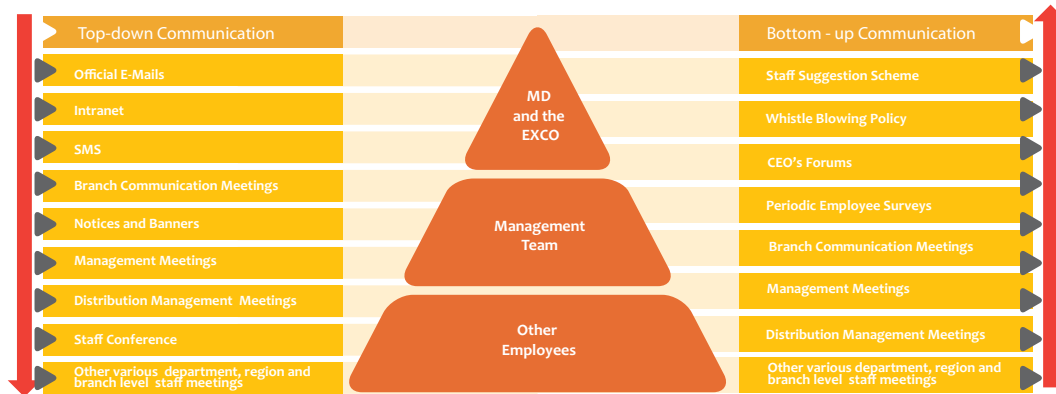 Top-down Communication
Official E-Mails
Intranet
SMS
Branch Communication Meetings
Notices and Banners
Management Meetings
Distribution Management Meetings
Staff Conference
Other various department, region and
branch level staff meetings
MD
and the
EXCO
Management
Team
Other
Employees
Bottom - up Communication
Staff Suggestion Scheme
Whistle Blowing Policy
CEO's Forums
Periodic Employee Surveys
Branch Communication Meetings
Management Meetings
Distribution Management Meetings
Other various department, region and
branch level staff meetings